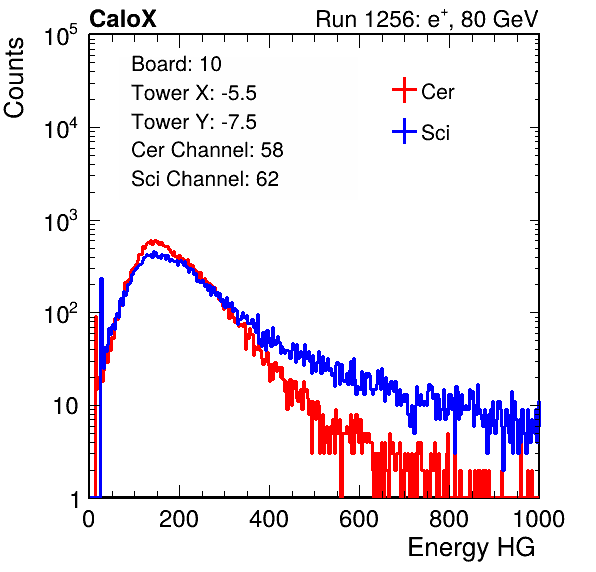 CaloX Run 1256: e⁺, 80 GeV
Counts
Board: 10
Tower X: -5.5
Tower Y: -7.5
Cer Channel: 58
Sci Channel: 62
Cer
Sci
10⁵
10⁴
10³
10²
10
1
0 200 400 600 800 1000
Energy HG